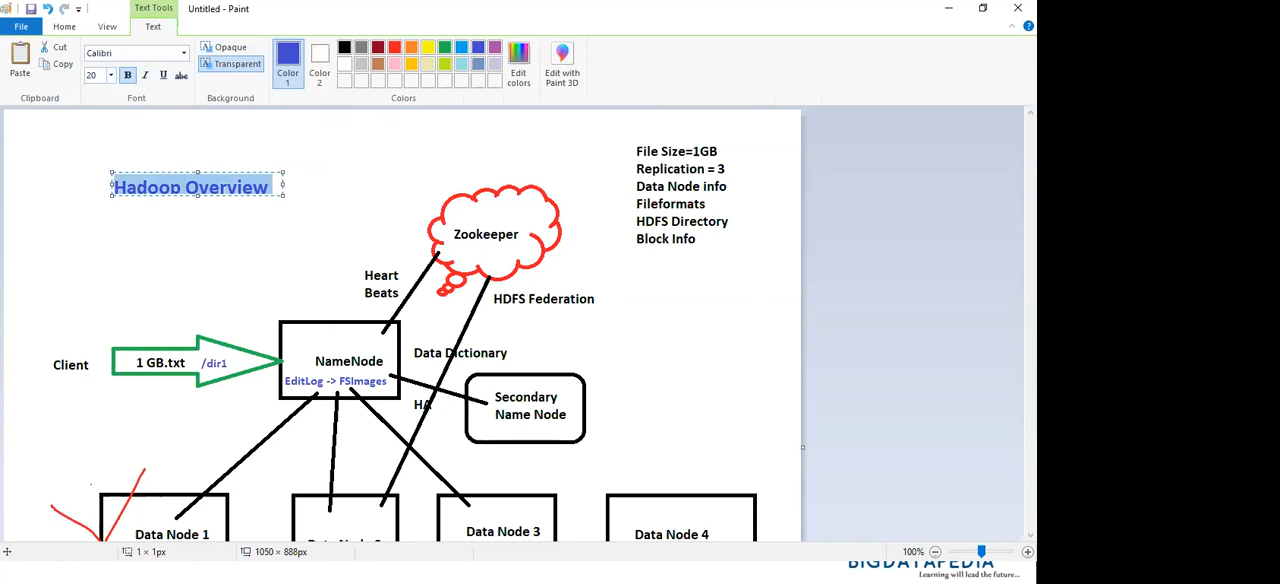 Text Tools
Untitled - Paint
File
Home
View
Text
Paste
Cut
Copy
Clipboard
Calibri
20
B I U abc
Font
Opaque
Transparent
Background
Color 1
Color 2
Edit colors
Edit with Paint 3D
Colors
Hadoop Overview
File Size=1GB
Replication = 3
Data Node info
Fileformats
HDFS Directory
Block Info
Zookeeper
Heart
Beats
HDFS Federation
Client
1 GB.txt
/dir1
NameNode
EditLog -> FSImages
Data Dictionary
HA
Secondary
Name Node
Data Node 1
Data Node 3
Data Node 4
1 × 1px
1050 × 888px
100%
BIGDATAPEDIA
Learning will lead the future...